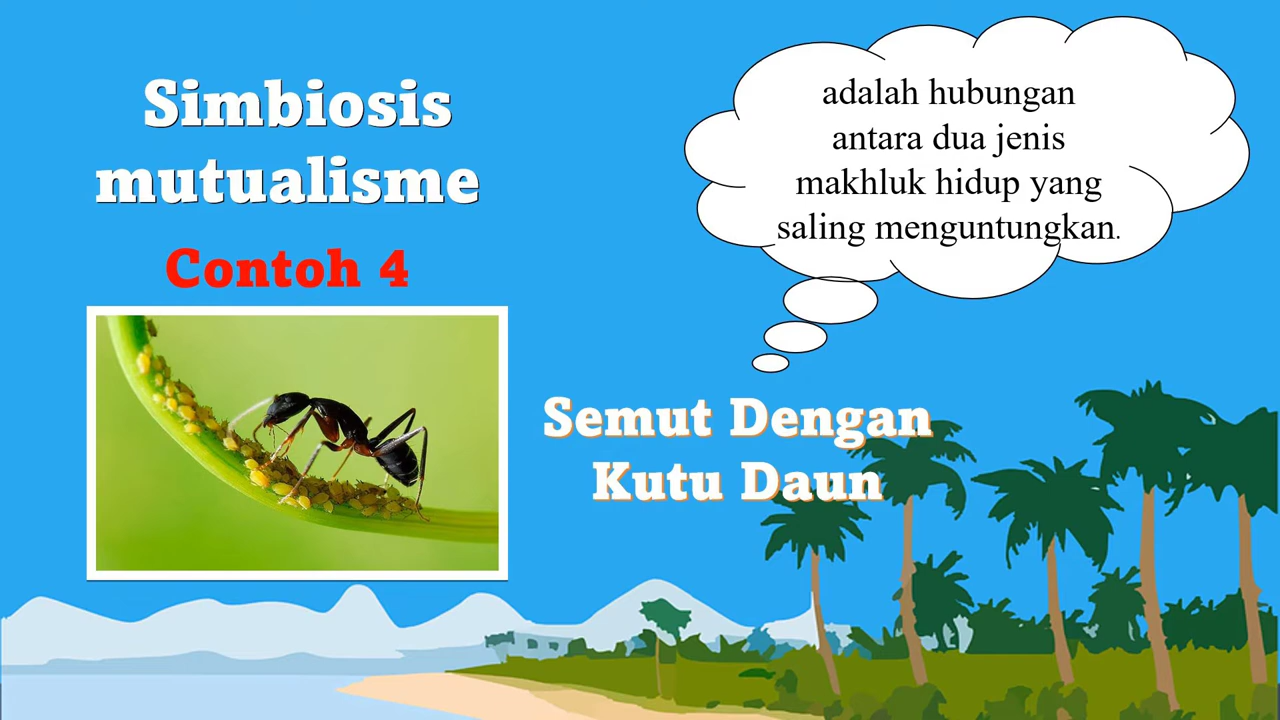 Simbiosis
mutualisme
Contoh 4
adalah hubungan
antara dua jenis
makhluk hidup yang
saling menguntungkan.
Semut Dengan
Kutu Daun